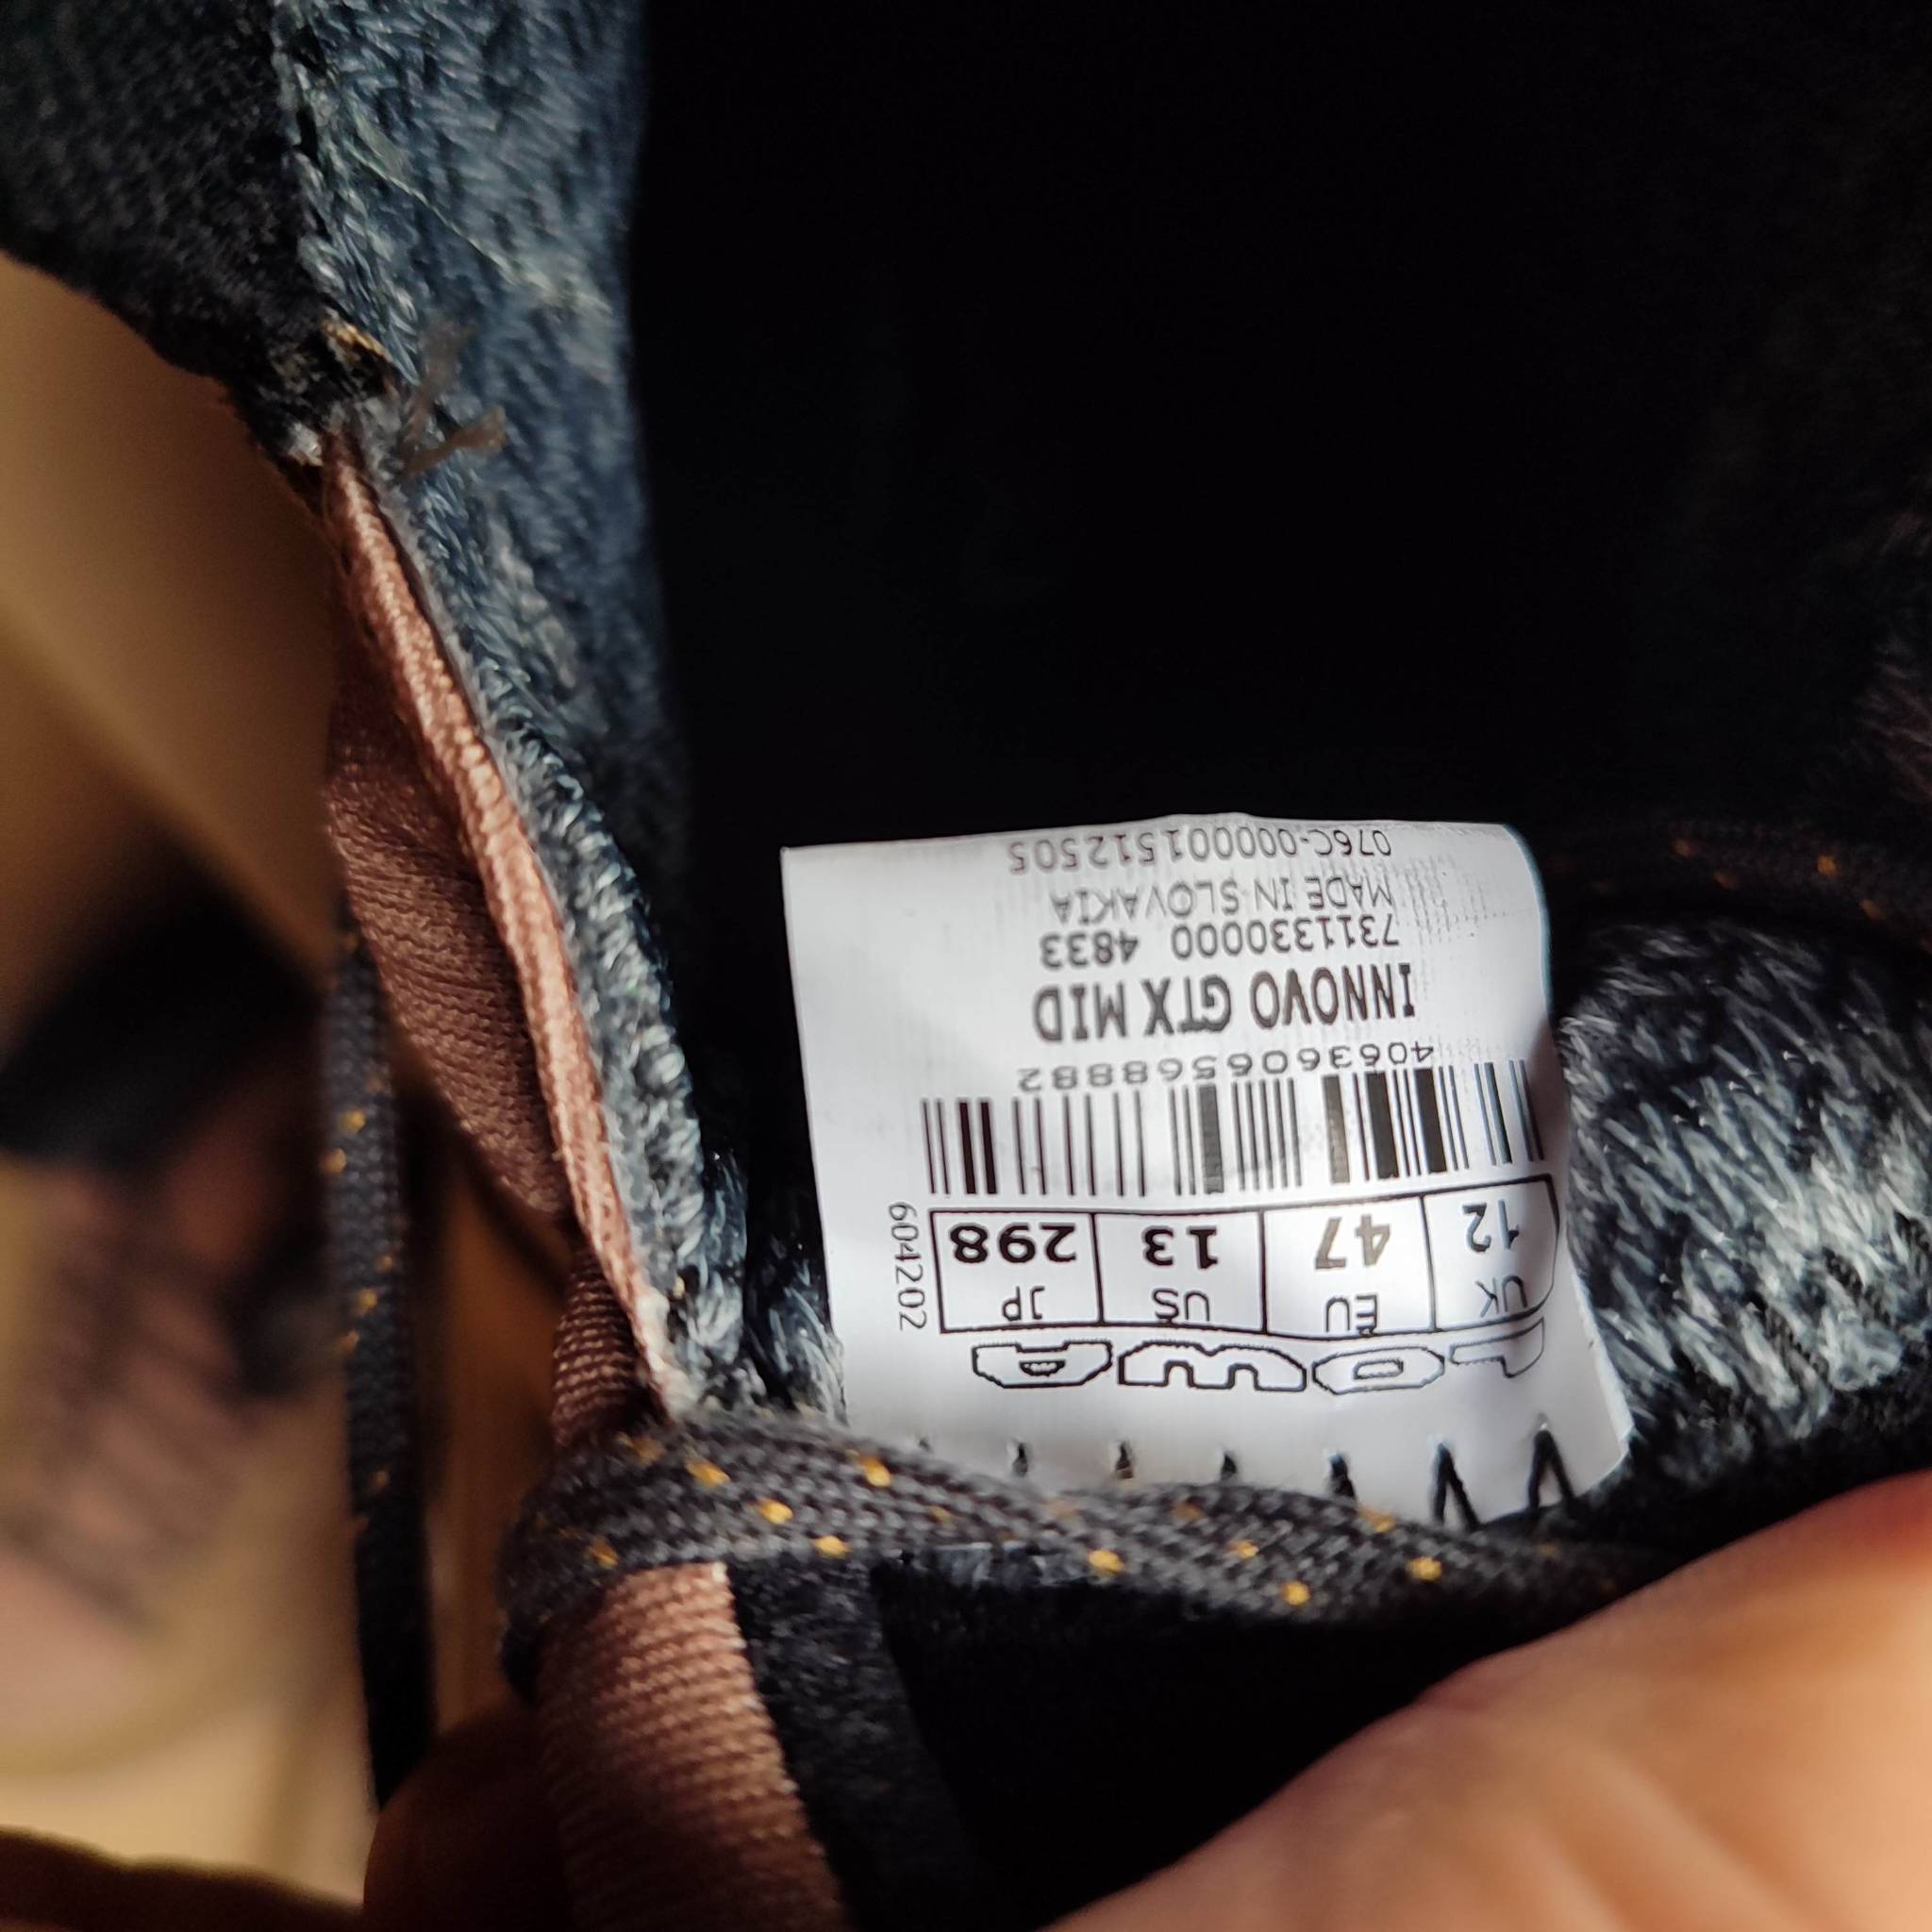 Lowa
UK EU US JP
12 47 13 298
604202
4063606568882
INNOVO GTX MID
7311330000 4833
MADE IN SLOVAKIA
076C-00001512505